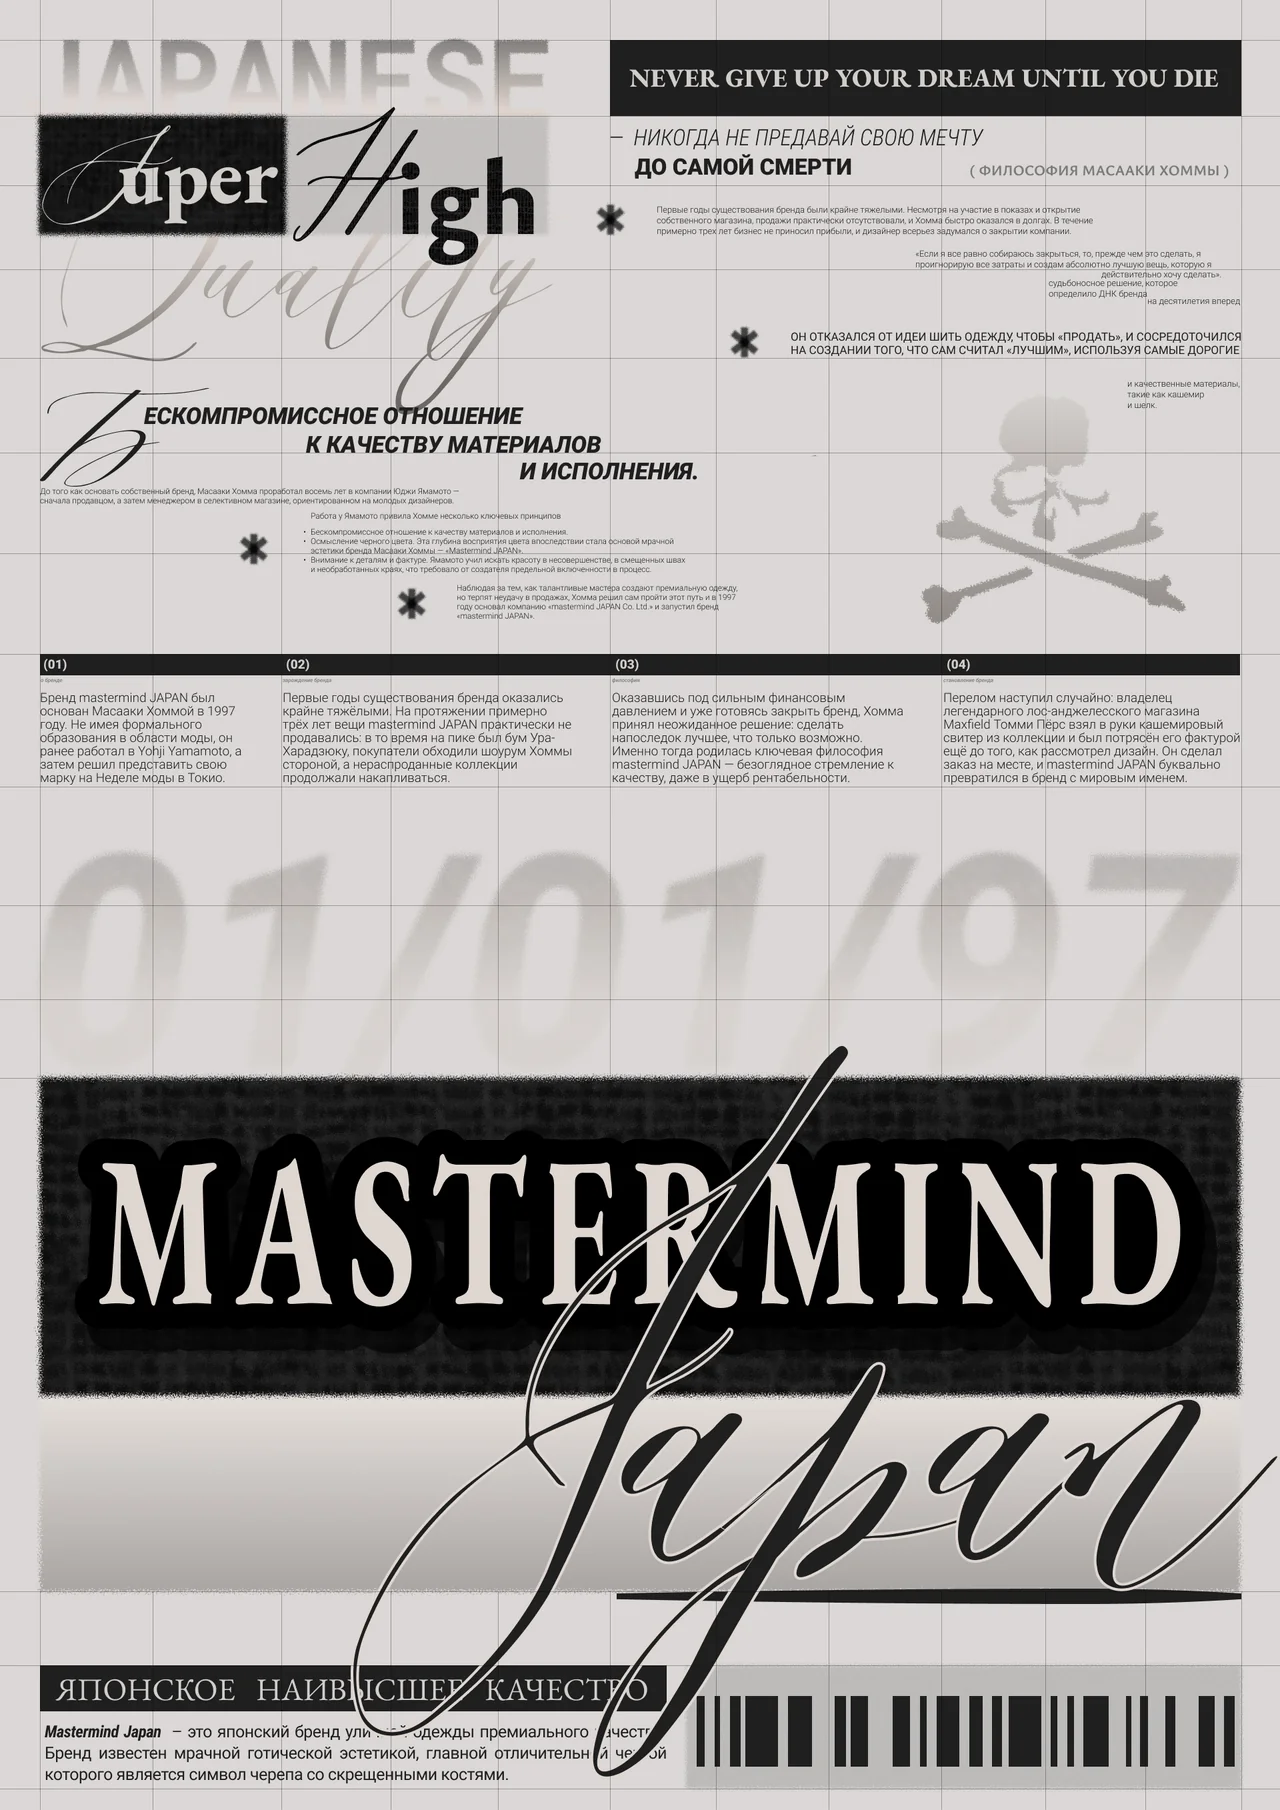 JAPANESE
Super High
Quality
NEVER GIVE UP YOUR DREAM UNTIL YOU DIE
— НИКОГДА НЕ ПРЕДАВАЙ СВОЮ МЕЧТУ
ДО САМОЙ СМЕРТИ
( ФИЛОСОФИЯ МАСААКИ ХОММЫ )
Первые годы существования бренда были крайне тяжелыми. Несмотря на участие в показах и открытие
собственного магазина, продажи практически отсутствовали, и Хомма быстро оказался в долгах. В течение
примерно трех лет бизнес не приносил прибыли, и дизайнер всерьез задумался о закрытии компании.
«Если я все равно собираюсь закрыться, то, прежде чем это сделать, я
проигнорирую все затраты и создам абсолютно лучшую вещь, которую я
действительно хочу сделать».
судьбоносное решение, которое
определило ДНК бренда
на десятилетия вперед
ОН ОТКАЗАЛСЯ ОТ ИДЕИ ШИТЬ ОДЕЖДУ, ЧТОБЫ «ПРОДАТЬ», И СОСРЕДОТОЧИЛСЯ
НА СОЗДАНИИ ТОГО, ЧТО САМ СЧИТАЛ «ЛУЧШИМ», ИСПОЛЬЗУЯ САМЫЕ ДОРОГИЕ
и качественные материалы,
такие как кашемир
и шелк.
БЕСКОМПРОМИССНОЕ ОТНОШЕНИЕ
К КАЧЕСТВУ МАТЕРИАЛОВ
И ИСПОЛНЕНИЯ.
До того как основать собственный бренд, Масааки Хомма проработал восемь лет в компании Юджи Ямамото —
сначала продавцом, а затем менеджером в селективном магазине, ориентированном на молодых дизайнеров.
Работа у Ямамото привила Хомме несколько ключевых принципов
• Бескомпромиссное отношение к качеству материалов и исполнения.
• Осмысление черного цвета. Эта глубина восприятия цвета впоследствии стала основой мрачной
эстетики бренда Масааки Хоммы — «Mastermind JAPAN».
• Внимание к деталям и фактуре. Ямамото учил искать красоту в несовершенстве, в смещенных швах
и необработанных краях, что требовало от создателя предельной включенности в процесс.
Наблюдая за тем, как талантливые мастера создают премиальную одежду,
но терпят неудачу в продажах, Хомма решил сам пройти этот путь и в 1997
году основал компанию «mastermind JAPAN Co. Ltd.» и запустил бренд
«mastermind JAPAN».
(01)
о бренде
Бренд mastermind JAPAN был
основан Масааки Хоммой в 1997
году. Не имея формального
образования в области моды, он
ранее работал в Yohji Yamamoto, а
затем решил представить свою
марку на Неделе моды в Токио.
(02)
зарождение бренда
Первые годы существования бренда оказались
крайне тяжёлыми. На протяжении примерно
трёх лет вещи mastermind JAPAN практически не
продавались: в то время на пике был бум Ура-
Харадзюку, покупатели обходили шоурум Хоммы
стороной, а нераспроданные коллекции
продолжали накапливаться.
(03)
философия
Оказавшись под сильным финансовым
давлением и уже готовясь закрыть бренд, Хомма
принял неожиданное решение: сделать
напоследок лучшее, что только возможно.
Именно тогда родилась ключевая философия
mastermind JAPAN — безоглядное стремление к
качеству, даже в ущерб рентабельности.
(04)
становление бренда
Перелом наступил случайно: владелец
легендарного лос-анджелесского магазина
Maxfield Томми Пёрс взял в руки кашемировый
свитер из коллекции и был потрясён его фактурой
ещё до того, как рассмотрел дизайн. Он сделал
заказ на месте, и mastermind JAPAN буквально
превратился в бренд с мировым именем.
01/01/97
MASTERMIND
Japan
ЯПОНСКОЕ НАИВЫСШЕЕ КАЧЕСТВО
Mastermind Japan – это японский бренд одежды премиального
Бренд известен мрачной готической эстетикой, главной
которого является символ черепа со скрещенными костями.